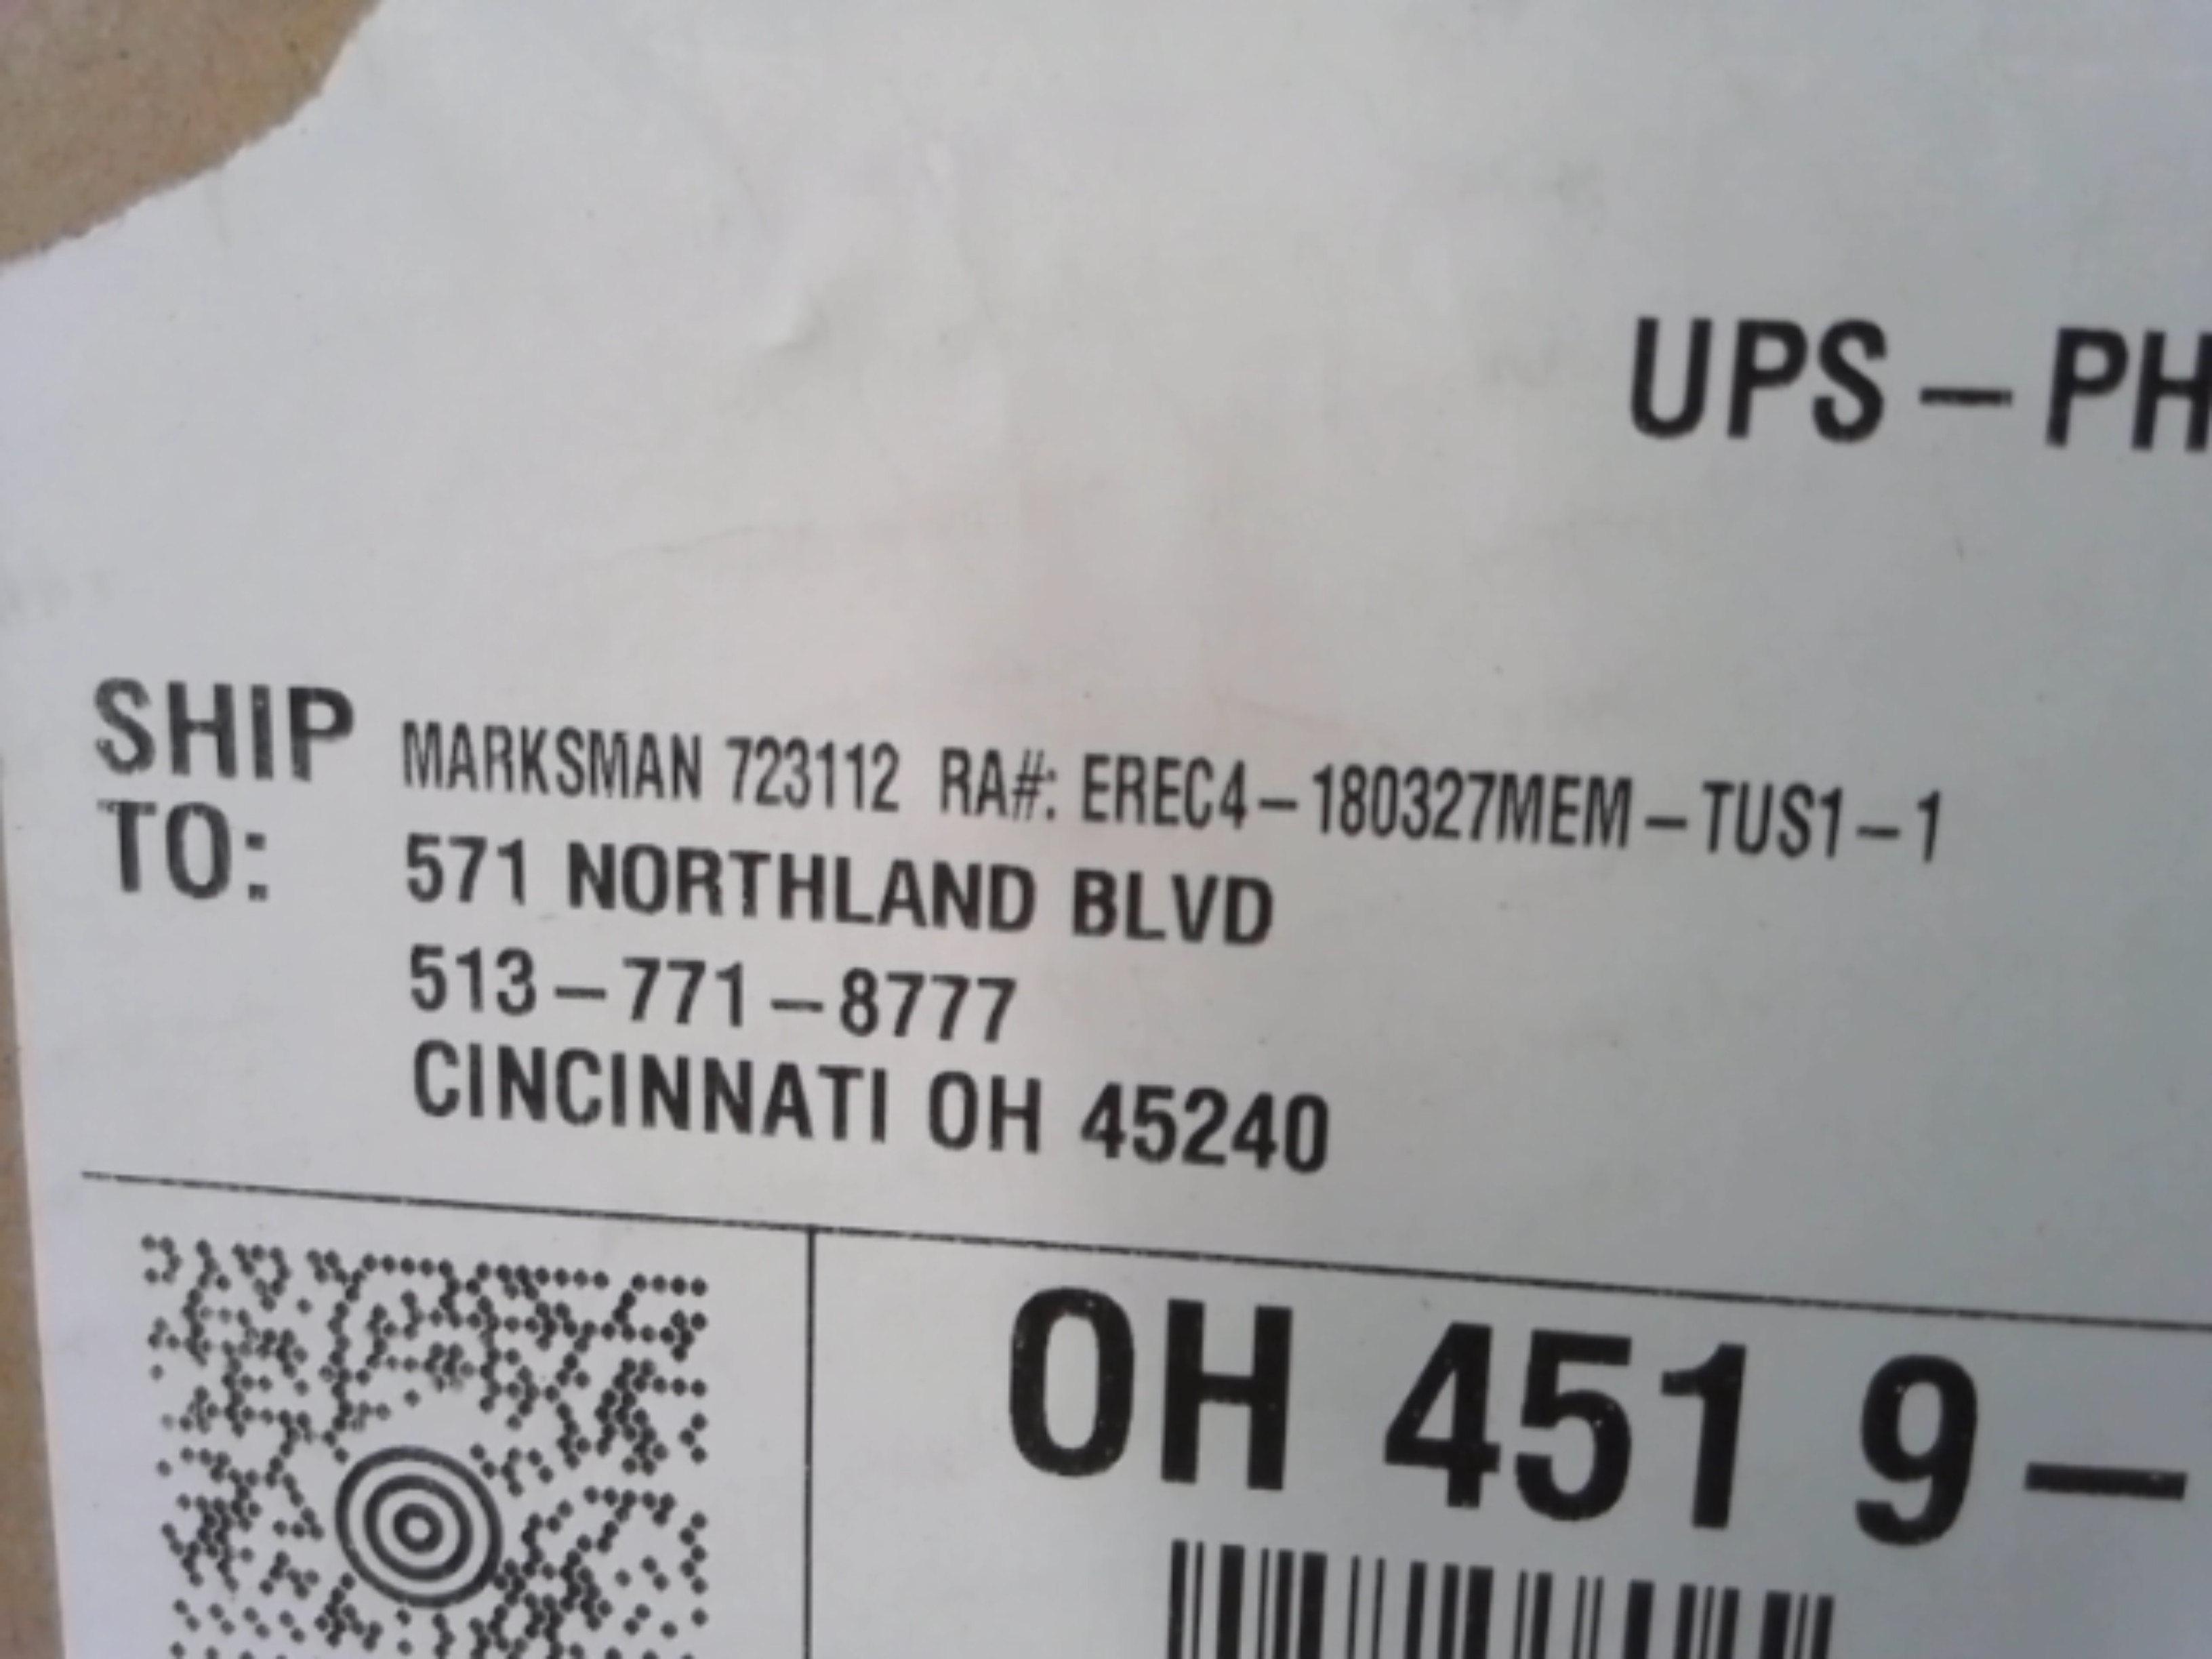 UPS – PH
SHIP TO:
MARKSMAN 723112 RA#: EREC4–180327MEM–TUS1–1
571 NORTHLAND BLVD
513–771–8777
CINCINNATI OH 45240
OH 451 9–